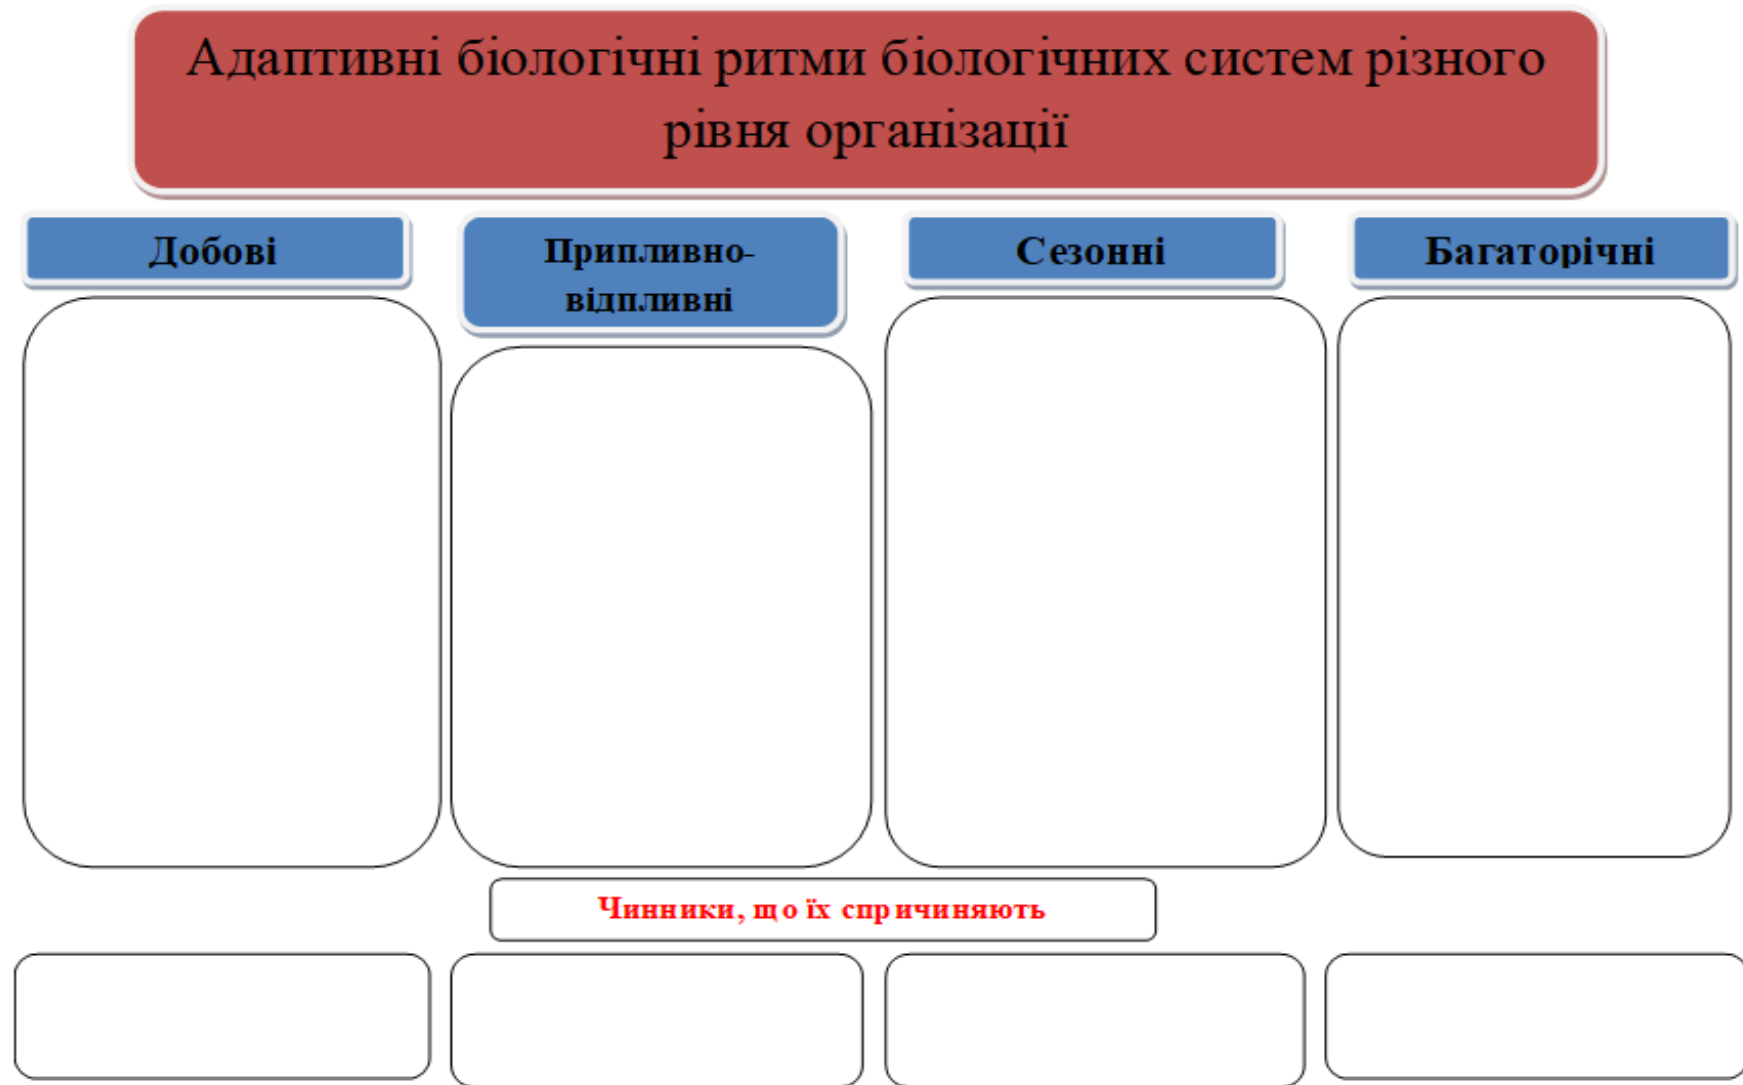 Адаптивні біологічні ритми біологічних систем різного
рівня організації
Добові
Припливно-
відпливні
Сезонні
Багаторічні
Чинники, що їх спричиняють